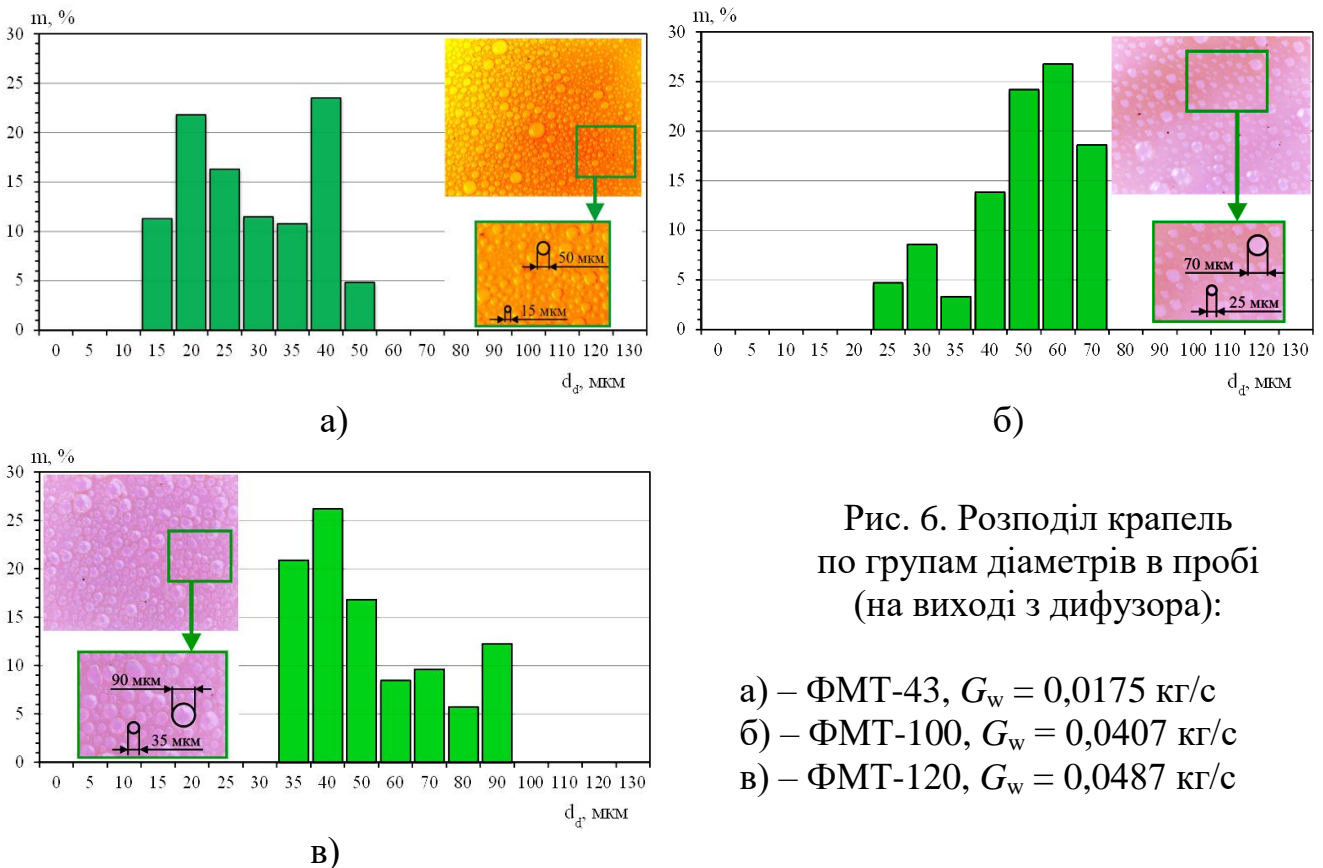 m, %
30
25
20
15
10
5
0
50 мкм
15 мкм
0 5 10 15 20 25 30 35 40 50 60 70 80 90 100 110 120 130
d_d, мкм
а)
m, %
30
25
20
15
10
5
0
70 мкм
25 мкм
0 5 10 15 20 25 30 35 40 50 60 70 80 90 100 110 120 130
d_d, мкм
б)
m, %
30
25
20
15
10
5
0
90 мкм
35 мкм
0 5 10 15 20 25 30 35 40 50 60 70 80 90 100 110 120 130
d_d, мкм
в)
Рис. 6. Розподіл крапель
по групам діаметрів в пробі
(на виході з дифузора):
а) – ФМТ-43, G_w = 0,0175 кг/с
б) – ФМТ-100, G_w = 0,0407 кг/с
в) – ФМТ-120, G_w = 0,0487 кг/с